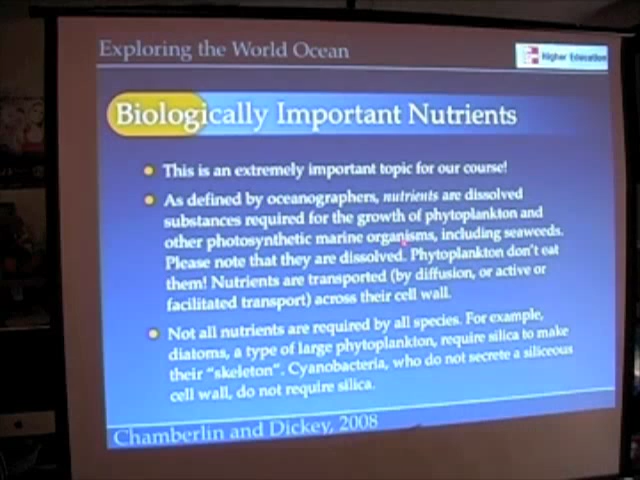 Exploring the World Ocean
Higher Education
Biologically Important Nutrients
This is an extremely important topic for our course!
As defined by oceanographers, nutrients are dissolved
substances required for the growth of phytoplankton and
other photosynthetic marine organisms, including seaweeds.
Please note that they are dissolved. Phytoplankton don't eat
them! Nutrients are transported (by diffusion, or active or
facilitated transport) across their cell wall.
Not all nutrients are required by all species. For example,
diatoms, a type of large phytoplankton, require silica to make
their "skeleton". Cyanobacteria, who do not secrete a siliceous
cell wall, do not require silica.
Chamberlin and Dickey, 2008